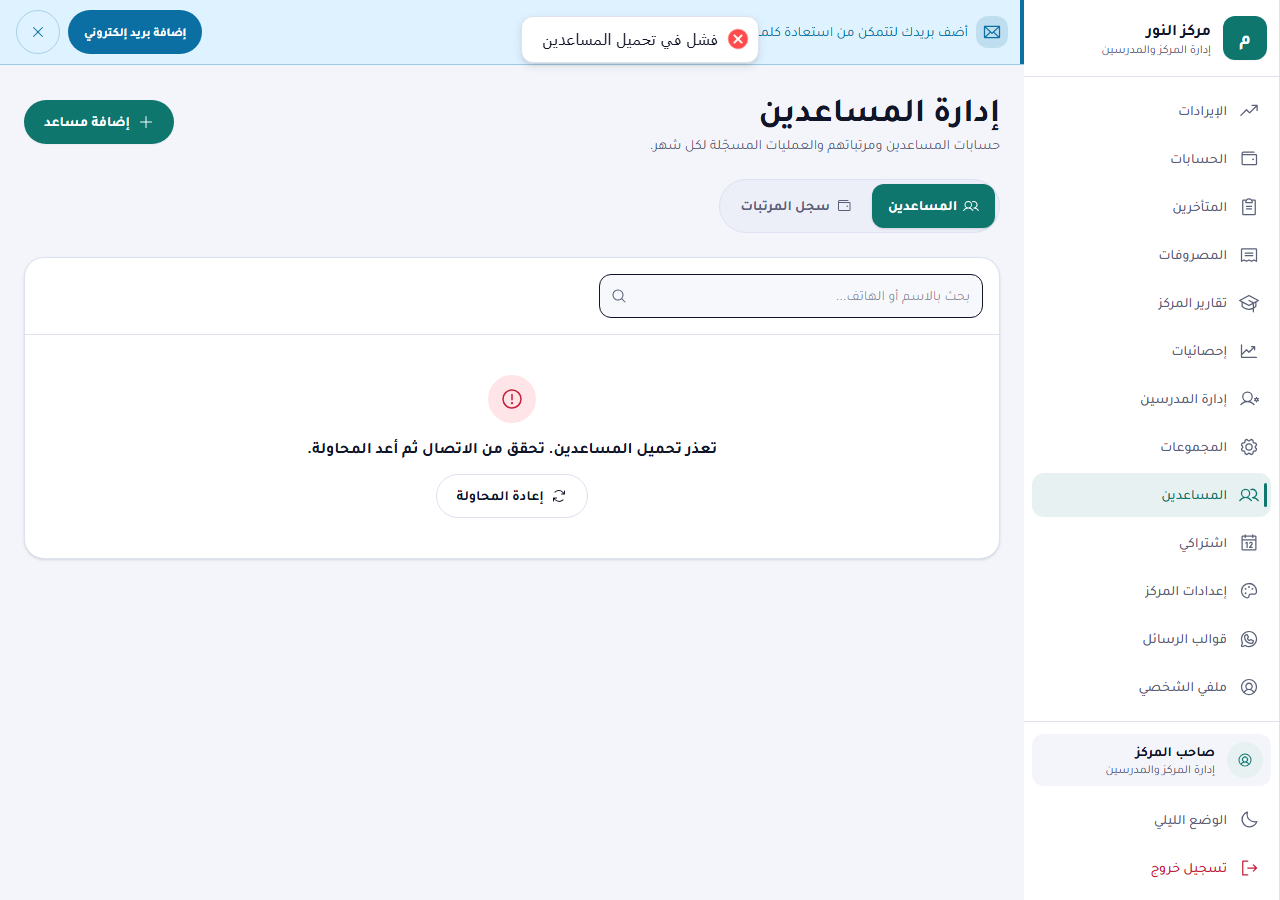 م
مركز النور
إدارة المركز والمدرسين
الإيرادات
الحسابات
المتأخرين
المصروفات
تقارير المركز
إحصائيات
إدارة المدرسين
المجموعات
المساعدين
12
اشتراكي
إعدادات المركز
قوالب الرسائل
ملفي الشخصي
صاحب المركز
إدارة المركز والمدرسين
الوضع الليلي
تسجيل خروج
أضف بريدك لتتمكن من استعادة
إضافة بريد إلكتروني
فشل في تحميل المساعدين
إدارة المساعدين
حسابات المساعدين ومرتباتهم والعمليات المسجّلة لكل شهر.
إضافة مساعد
المساعدين
سجل المرتبات
بحث بالاسم أو الهاتف...
تعذر تحميل المساعدين. تحقق من الاتصال ثم أعد المحاولة.
إعادة المحاولة